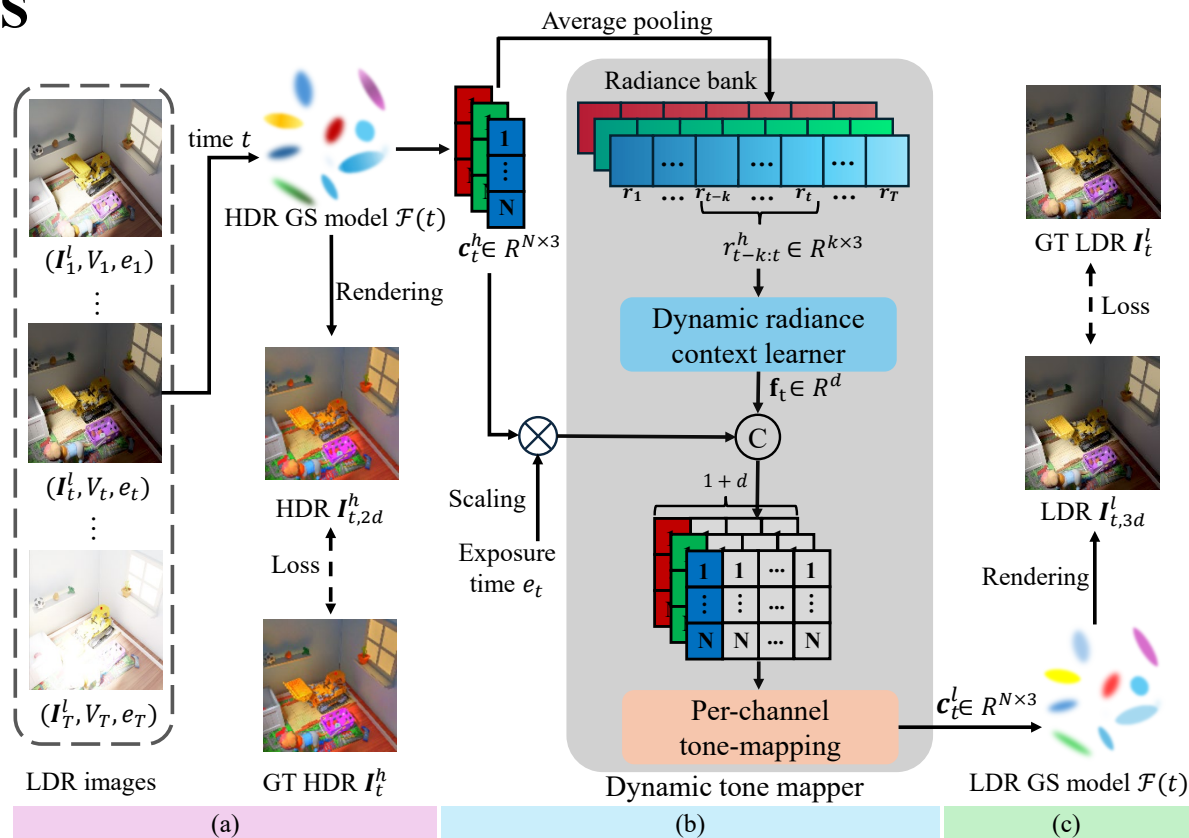 s
Average pooling
Radiance bank
time t
1
⋮
N
r_1 ... r_{t-k} ... r_t ... r_T
HDR GS model ℱ(t)
c_t^h ∈ R^{N×3}
r_{t-k:t}^h ∈ R^{k×3}
GT LDR I_t^l
(I_1^l, V_1, e_1)
⋮
Rendering
Dynamic radiance
context learner
Loss
f_t ∈ R^d
C
(I_t^l, V_t, e_t)
⋮
HDR I_{t,2d}^h
Scaling
1 + d
LDR I_{t,3d}^l
Loss
Exposure
time e_t
1 1 ... 1
⋮ ⋮ ⋱ ⋮
N N ... N
Rendering
(I_T^l, V_T, e_T)
Per-channel
tone-mapping
c_t^l ∈ R^{N×3}
LDR images
GT HDR I_t^h
Dynamic tone mapper
LDR GS model ℱ(t)
(a)
(b)
(c)